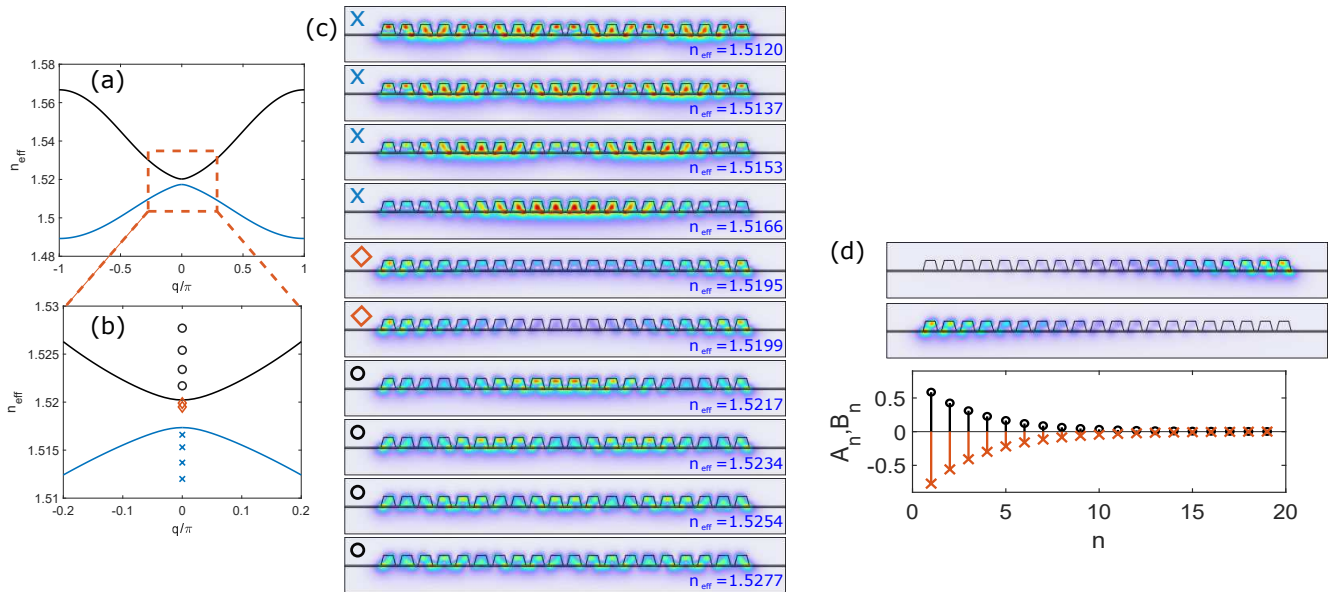 (a)
1.58
1.56
1.54
1.52
1.5
1.48
n_eff
-1 -0.5 0 0.5 1
q/π
(b)
1.53
1.525
1.52
1.515
1.51
n_eff
-0.2 -0.1 0 0.1 0.2
q/π
(c)
n_eff=1.5120
n_eff=1.5137
n_eff=1.5153
n_eff=1.5166
n_eff=1.5195
n_eff=1.5199
n_eff=1.5217
n_eff=1.5234
n_eff=1.5254
n_eff=1.5277
(d)
0.5
0
-0.5
A_n,B_n
0 5 10 15 20
n